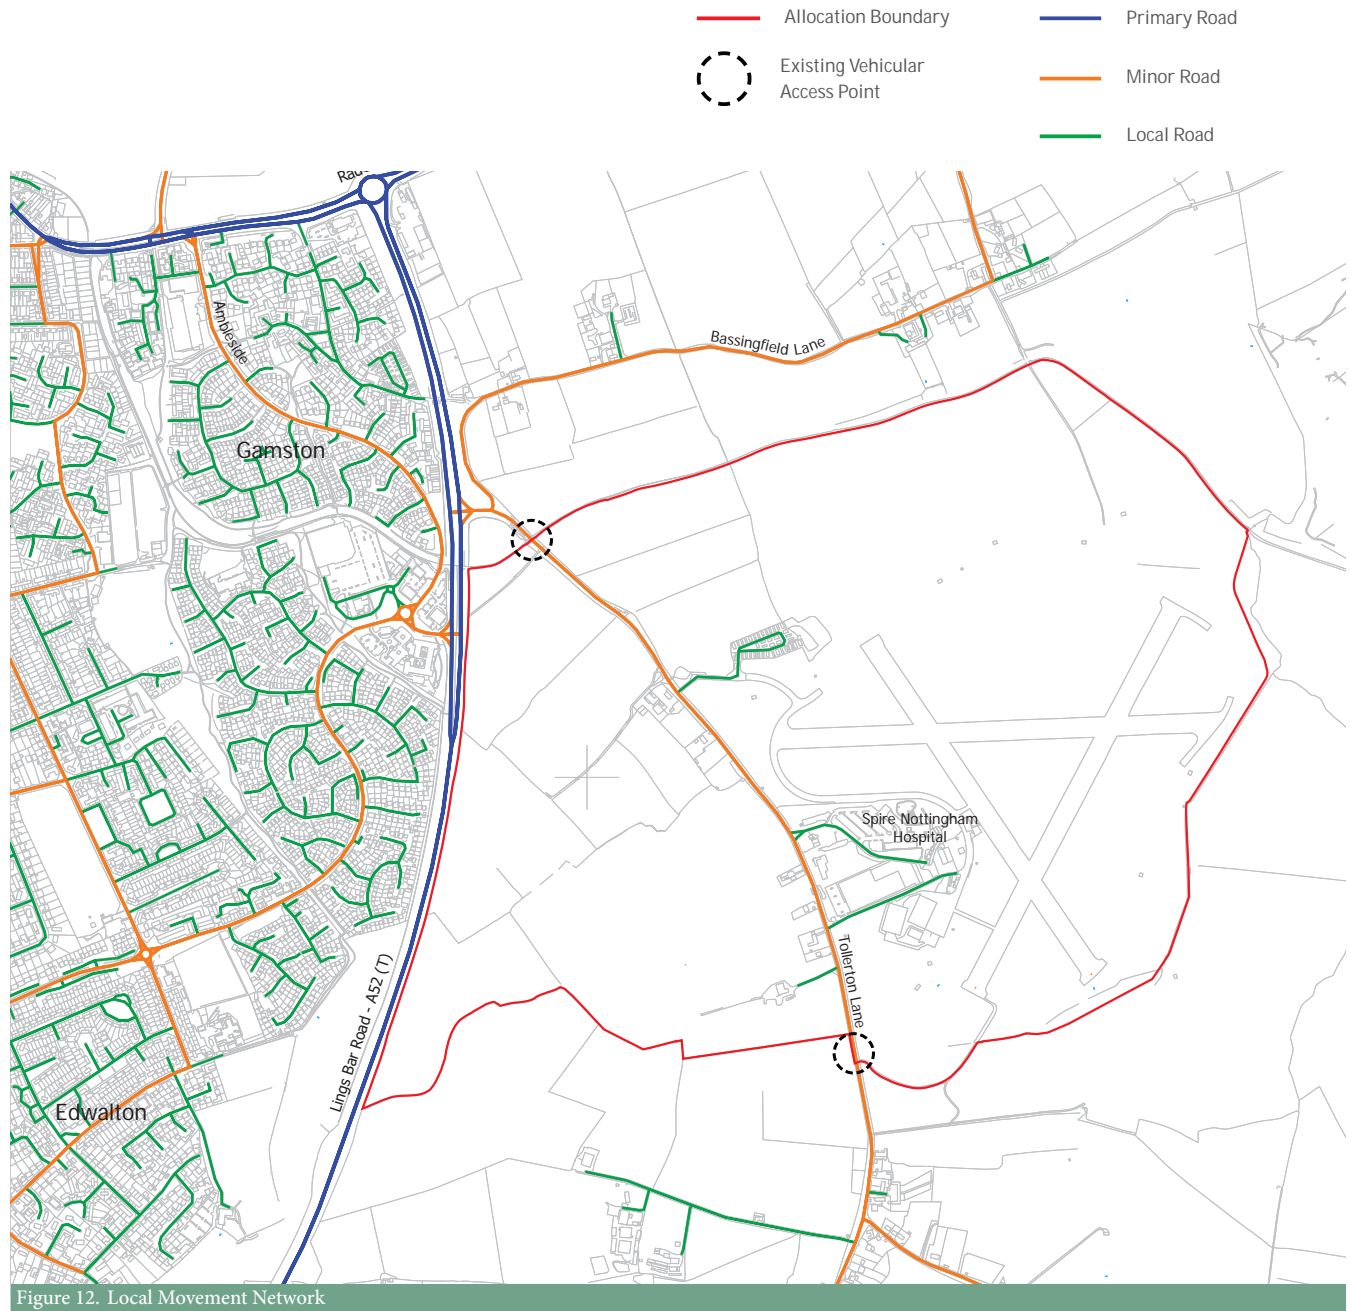 Allocation Boundary
Primary Road
Existing Vehicular
Access Point
Minor Road
Local Road
Ambleside
Bassingfield Lane
Gamston
Spire Nottingham
Hospital
Tollerton Lane
Lings Bar Road - A52 (T)
Edwalton
Figure 12. Local Movement Network